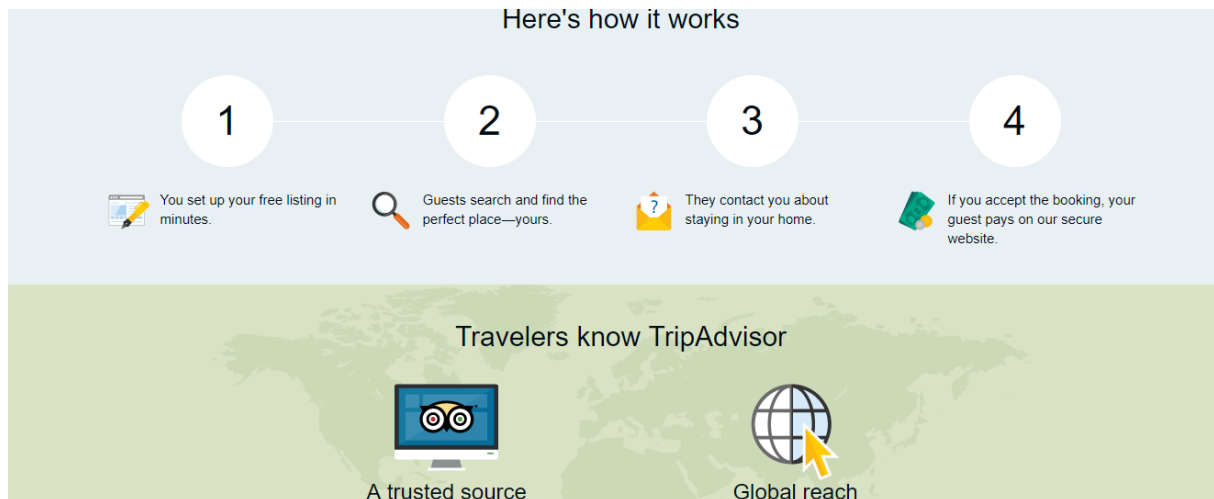 Here's how it works
1
2
3
4
You set up your free listing in
minutes.
Guests search and find the
perfect place—yours.
?
They contact you about
staying in your home.
If you accept the booking, your
guest pays on our secure
website.
Travelers know TripAdvisor
A trusted source
Global reach